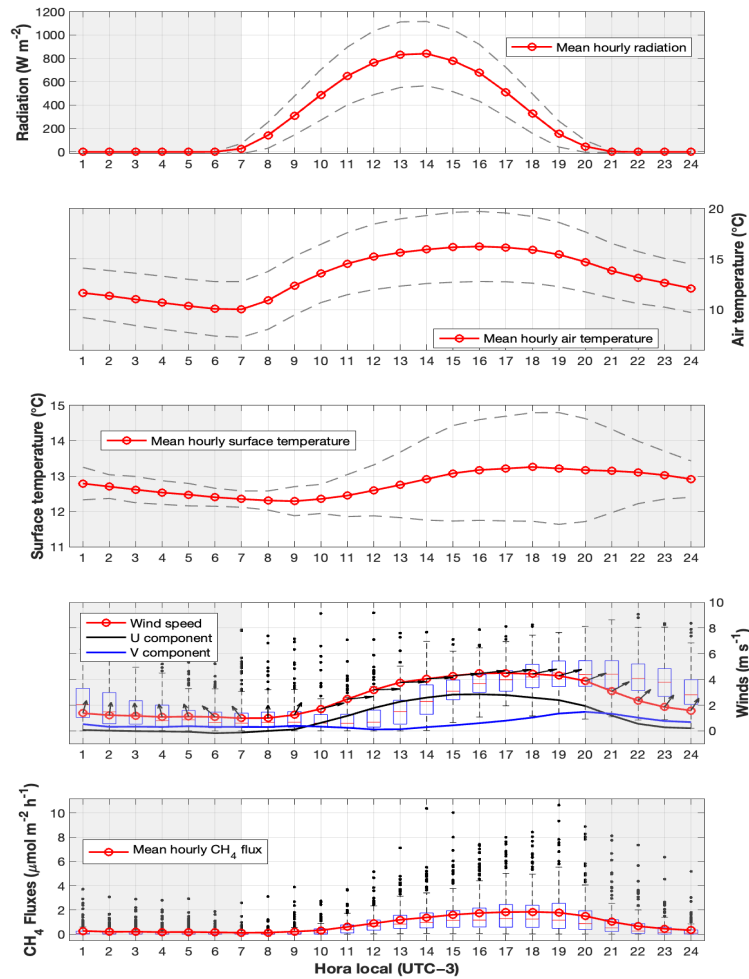 1200
1000
800
600
400
200
0
Radiation (W m⁻²)
Mean hourly radiation
1 2 3 4 5 6 7 8 9 10 11 12 13 14 15 16 17 18 19 20 21 22 23 24
20
15
10
Air temperature (°C)
Mean hourly air temperature
1 2 3 4 5 6 7 8 9 10 11 12 13 14 15 16 17 18 19 20 21 22 23 24
15
14
13
12
11
Surface temperature (°C)
Mean hourly surface temperature
1 2 3 4 5 6 7 8 9 10 11 12 13 14 15 16 17 18 19 20 21 22 23 24
Wind speed
U component
V component
10
8
6
4
2
0
Winds (m s⁻¹)
1 2 3 4 5 6 7 8 9 10 11 12 13 14 15 16 17 18 19 20 21 22 23 24
10
8
6
4
2
0
CH₄ Fluxes (μmol m⁻² h⁻¹)
Mean hourly CH₄ flux
1 2 3 4 5 6 7 8 9 10 11 12 13 14 15 16 17 18 19 20 21 22 23 24
Hora local (UTC−3)